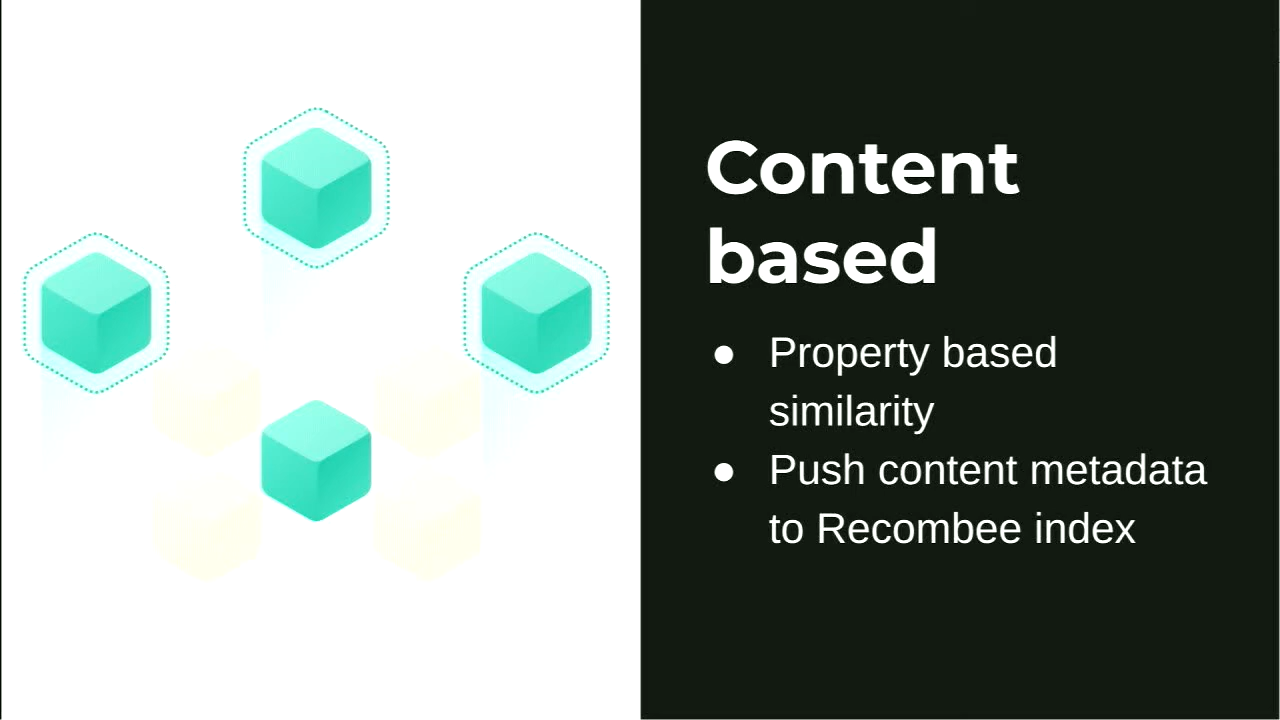 Content
based
● Property based
similarity
● Push content metadata
to Recombee index